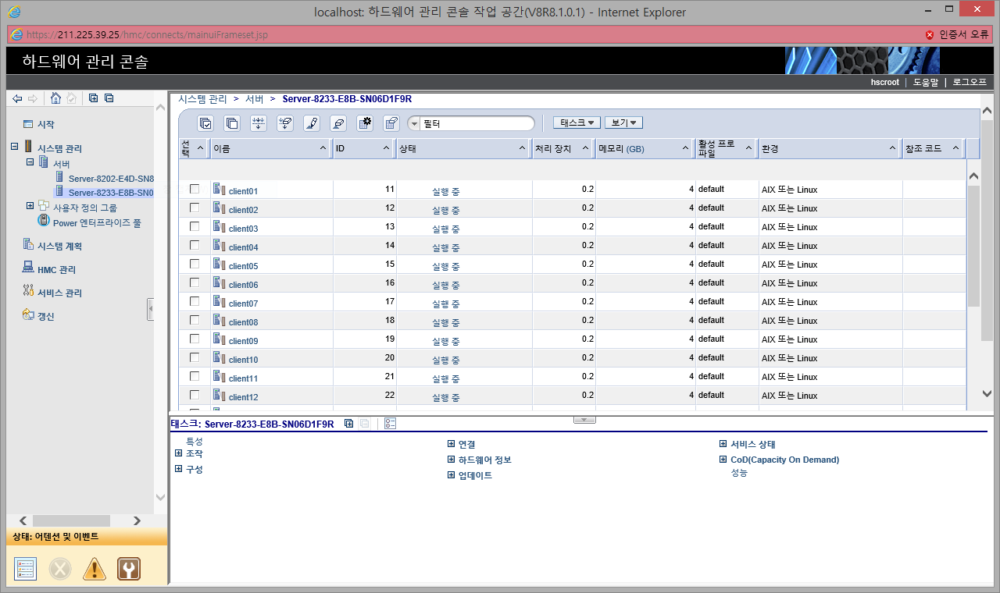 localhost: 하드웨어 관리 콘솔 작업 공간(V8R8.1.0.1) - Internet Explorer
https://211.225.39.25/hmc/connects/mainuiFrameset.jsp 인증서 오류
하드웨어 관리 콘솔
hscroot | 도움말 | 로그오프
시작
시스템 관리
서버
Server-8202-E4D-SN8
Server-8233-E8B-SN0
사용자 정의 그룹
Power 엔터프라이즈 풀
시스템 계획
HMC 관리
서비스 관리
갱신
상태: 어텐션 및 이벤트
시스템 관리 > 서버 > Server-8233-E8B-SN06D1F9R
필터 태스크 보기
선택 이름 ID 상태 처리 장치 메모리 (GB) 활성 프로파일 환경 참조 코드
client01 11 실행 중 0.2 4 default AIX 또는 Linux
client02 12 실행 중 0.2 4 default AIX 또는 Linux
client03 13 실행 중 0.2 4 default AIX 또는 Linux
client04 14 실행 중 0.2 4 default AIX 또는 Linux
client05 15 실행 중 0.2 4 default AIX 또는 Linux
client06 16 실행 중 0.2 4 default AIX 또는 Linux
client07 17 실행 중 0.2 4 default AIX 또는 Linux
client08 18 실행 중 0.2 4 default AIX 또는 Linux
client09 19 실행 중 0.2 4 default AIX 또는 Linux
client10 20 실행 중 0.2 4 default AIX 또는 Linux
client11 21 실행 중 0.2 4 default AIX 또는 Linux
client12 22 실행 중 0.2 4 default AIX 또는 Linux
태스크: Server-8233-E8B-SN06D1F9R
특성
조작
구성
연결
하드웨어 정보
업데이트
서비스 상태
CoD(Capacity On Demand)
성능